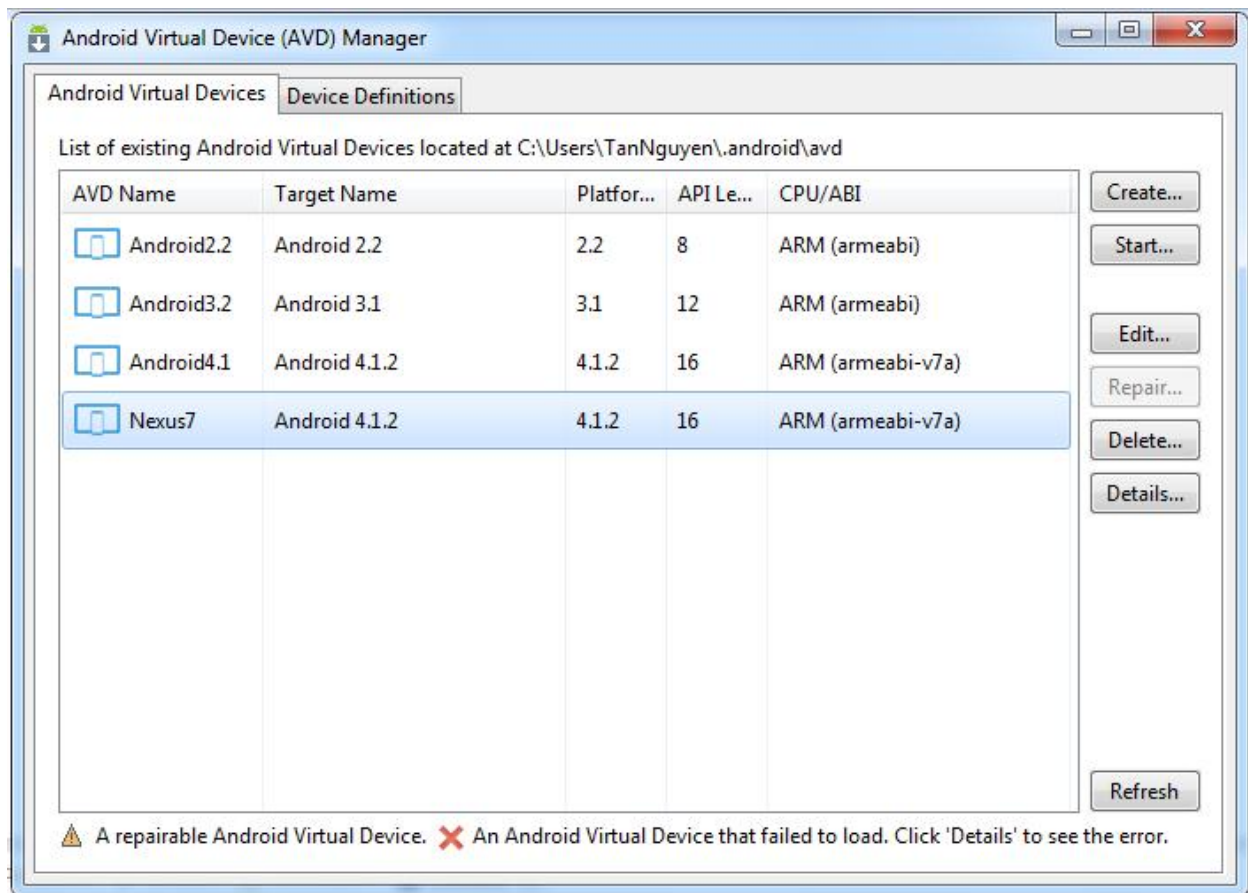 Android Virtual Device (AVD) Manager
Android Virtual Devices Device Definitions
List of existing Android Virtual Devices located at C:\Users\TanNguyen\.android\avd
AVD Name Target Name Platfor... API Le... CPU/ABI
Android2.2 Android 2.2 2.2 8 ARM (armeabi)
Android3.2 Android 3.1 3.1 12 ARM (armeabi)
Android4.1 Android 4.1.2 4.1.2 16 ARM (armeabi-v7a)
Nexus7 Android 4.1.2 4.1.2 16 ARM (armeabi-v7a)
Create...
Start...
Edit...
Repair...
Delete...
Details...
Refresh
A repairable Android Virtual Device. An Android Virtual Device that failed to load. Click 'Details' to see the error.